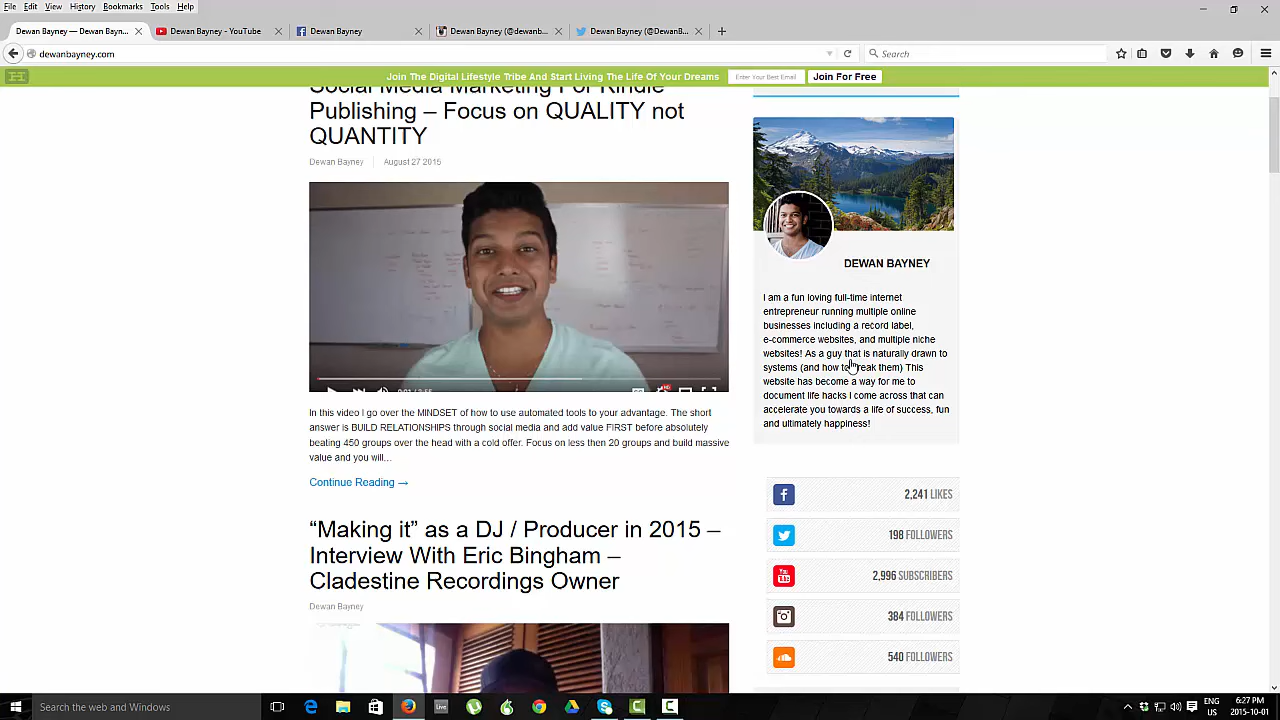 File Edit View History Bookmarks Tools Help
Dewan Bayney — Dewan Bayn...
Dewan Bayney - YouTube
Dewan Bayney
Dewan Bayney (@dewanb...
Dewan Bayney (@DewanB...
dewanbayney.com
Search
Join The Digital Lifestyle Tribe And Start Living The Life Of Your Dreams
Enter Your Best Email
Join For Free
Social Media Marketing For Kindle
Publishing – Focus on QUALITY not
QUANTITY
Dewan Bayney August 27 2015
In this video I go over the MINDSET of how to use automated tools to your advantage. The short
answer is BUILD RELATIONSHIPS through social media and add value FIRST before absolutely
beating 450 groups over the head with a cold offer. Focus on less then 20 groups and build massive
value and you will...
Continue Reading →
“Making it” as a DJ / Producer in 2015 –
Interview With Eric Bingham –
Cladestine Recordings Owner
Dewan Bayney
DEWAN BAYNEY
I am a fun loving full-time internet
entrepreneur running multiple online
businesses including a record label,
e-commerce websites, and multiple niche
websites! As a guy that is naturally drawn to
systems (and how to break them) This
website has become a way for me to
document life hacks I come across that can
accelerate you towards a life of success, fun
and ultimately happiness!
2,241 LIKES
198 FOLLOWERS
2,996 SUBSCRIBERS
384 FOLLOWERS
540 FOLLOWERS
Search the web and Windows
Live
ENG
US
6:27 PM
2015-10-01